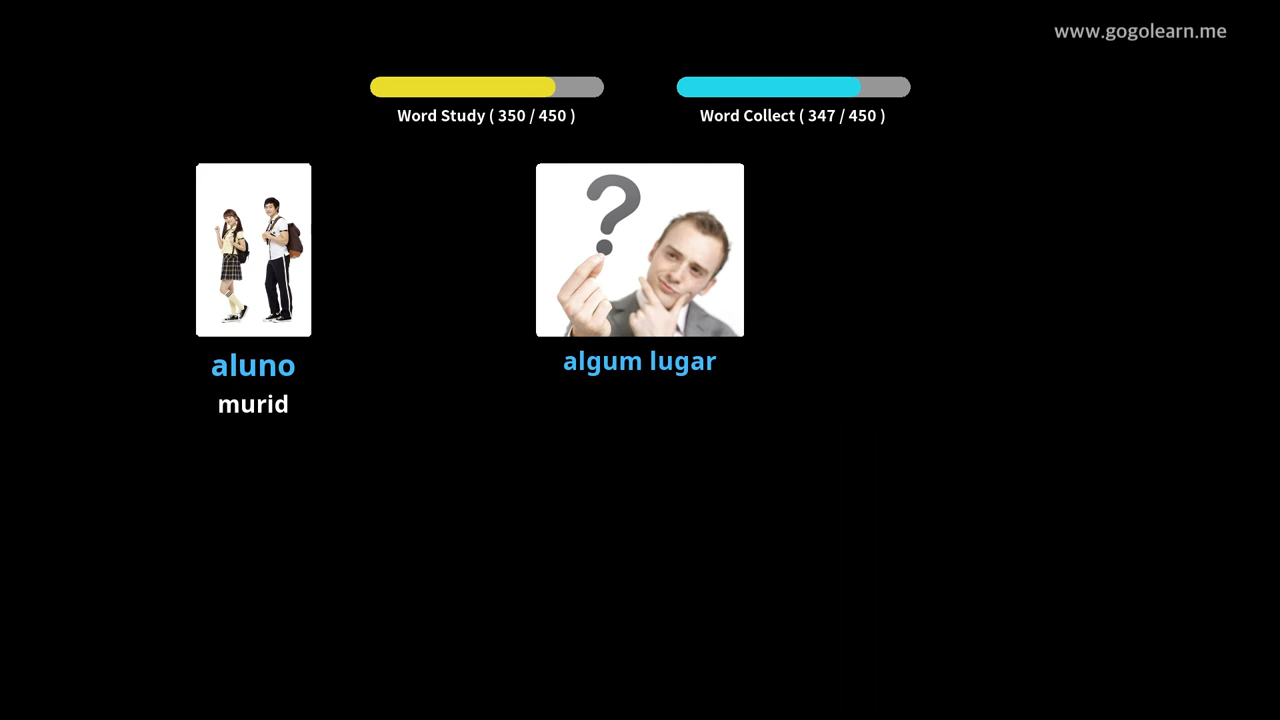 www.gogolearn.me
Word Study ( 350 / 450 )
Word Collect ( 347 / 450 )
aluno
murid
algum lugar